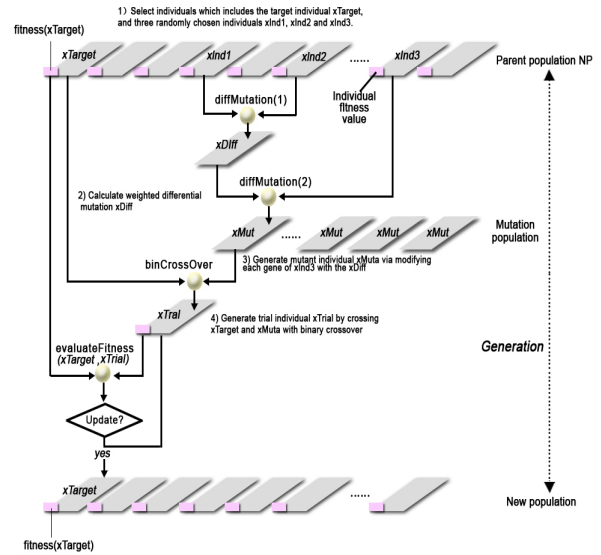 1) Select individuals which includes the target individual xTarget,
and three randomly chosen individuals xInd1, xInd2 and xInd3.
fitness(xTarget)
xTarget
xInd1
xInd2
......
xInd3
Parent population NP
diffMutation(1)
Individual
fitness
value
xDIff
diffMutation(2)
2) Calculate weighted differential
mutation xDiff
xMut
......
xMut
xMut
xMut
Mutation
population
3) Generate mutant individual xMuta via modifying
each gene of xInd3 with the xDiff
binCrossOver
xTral
4) Generate trial individual xTrial by crossing
xTarget and xMuta with binary crossover
evaluateFitness
(xTarget ,xTrial)
Generation
Update?
yes
xTarget
......
New population
fitness(xTarget)